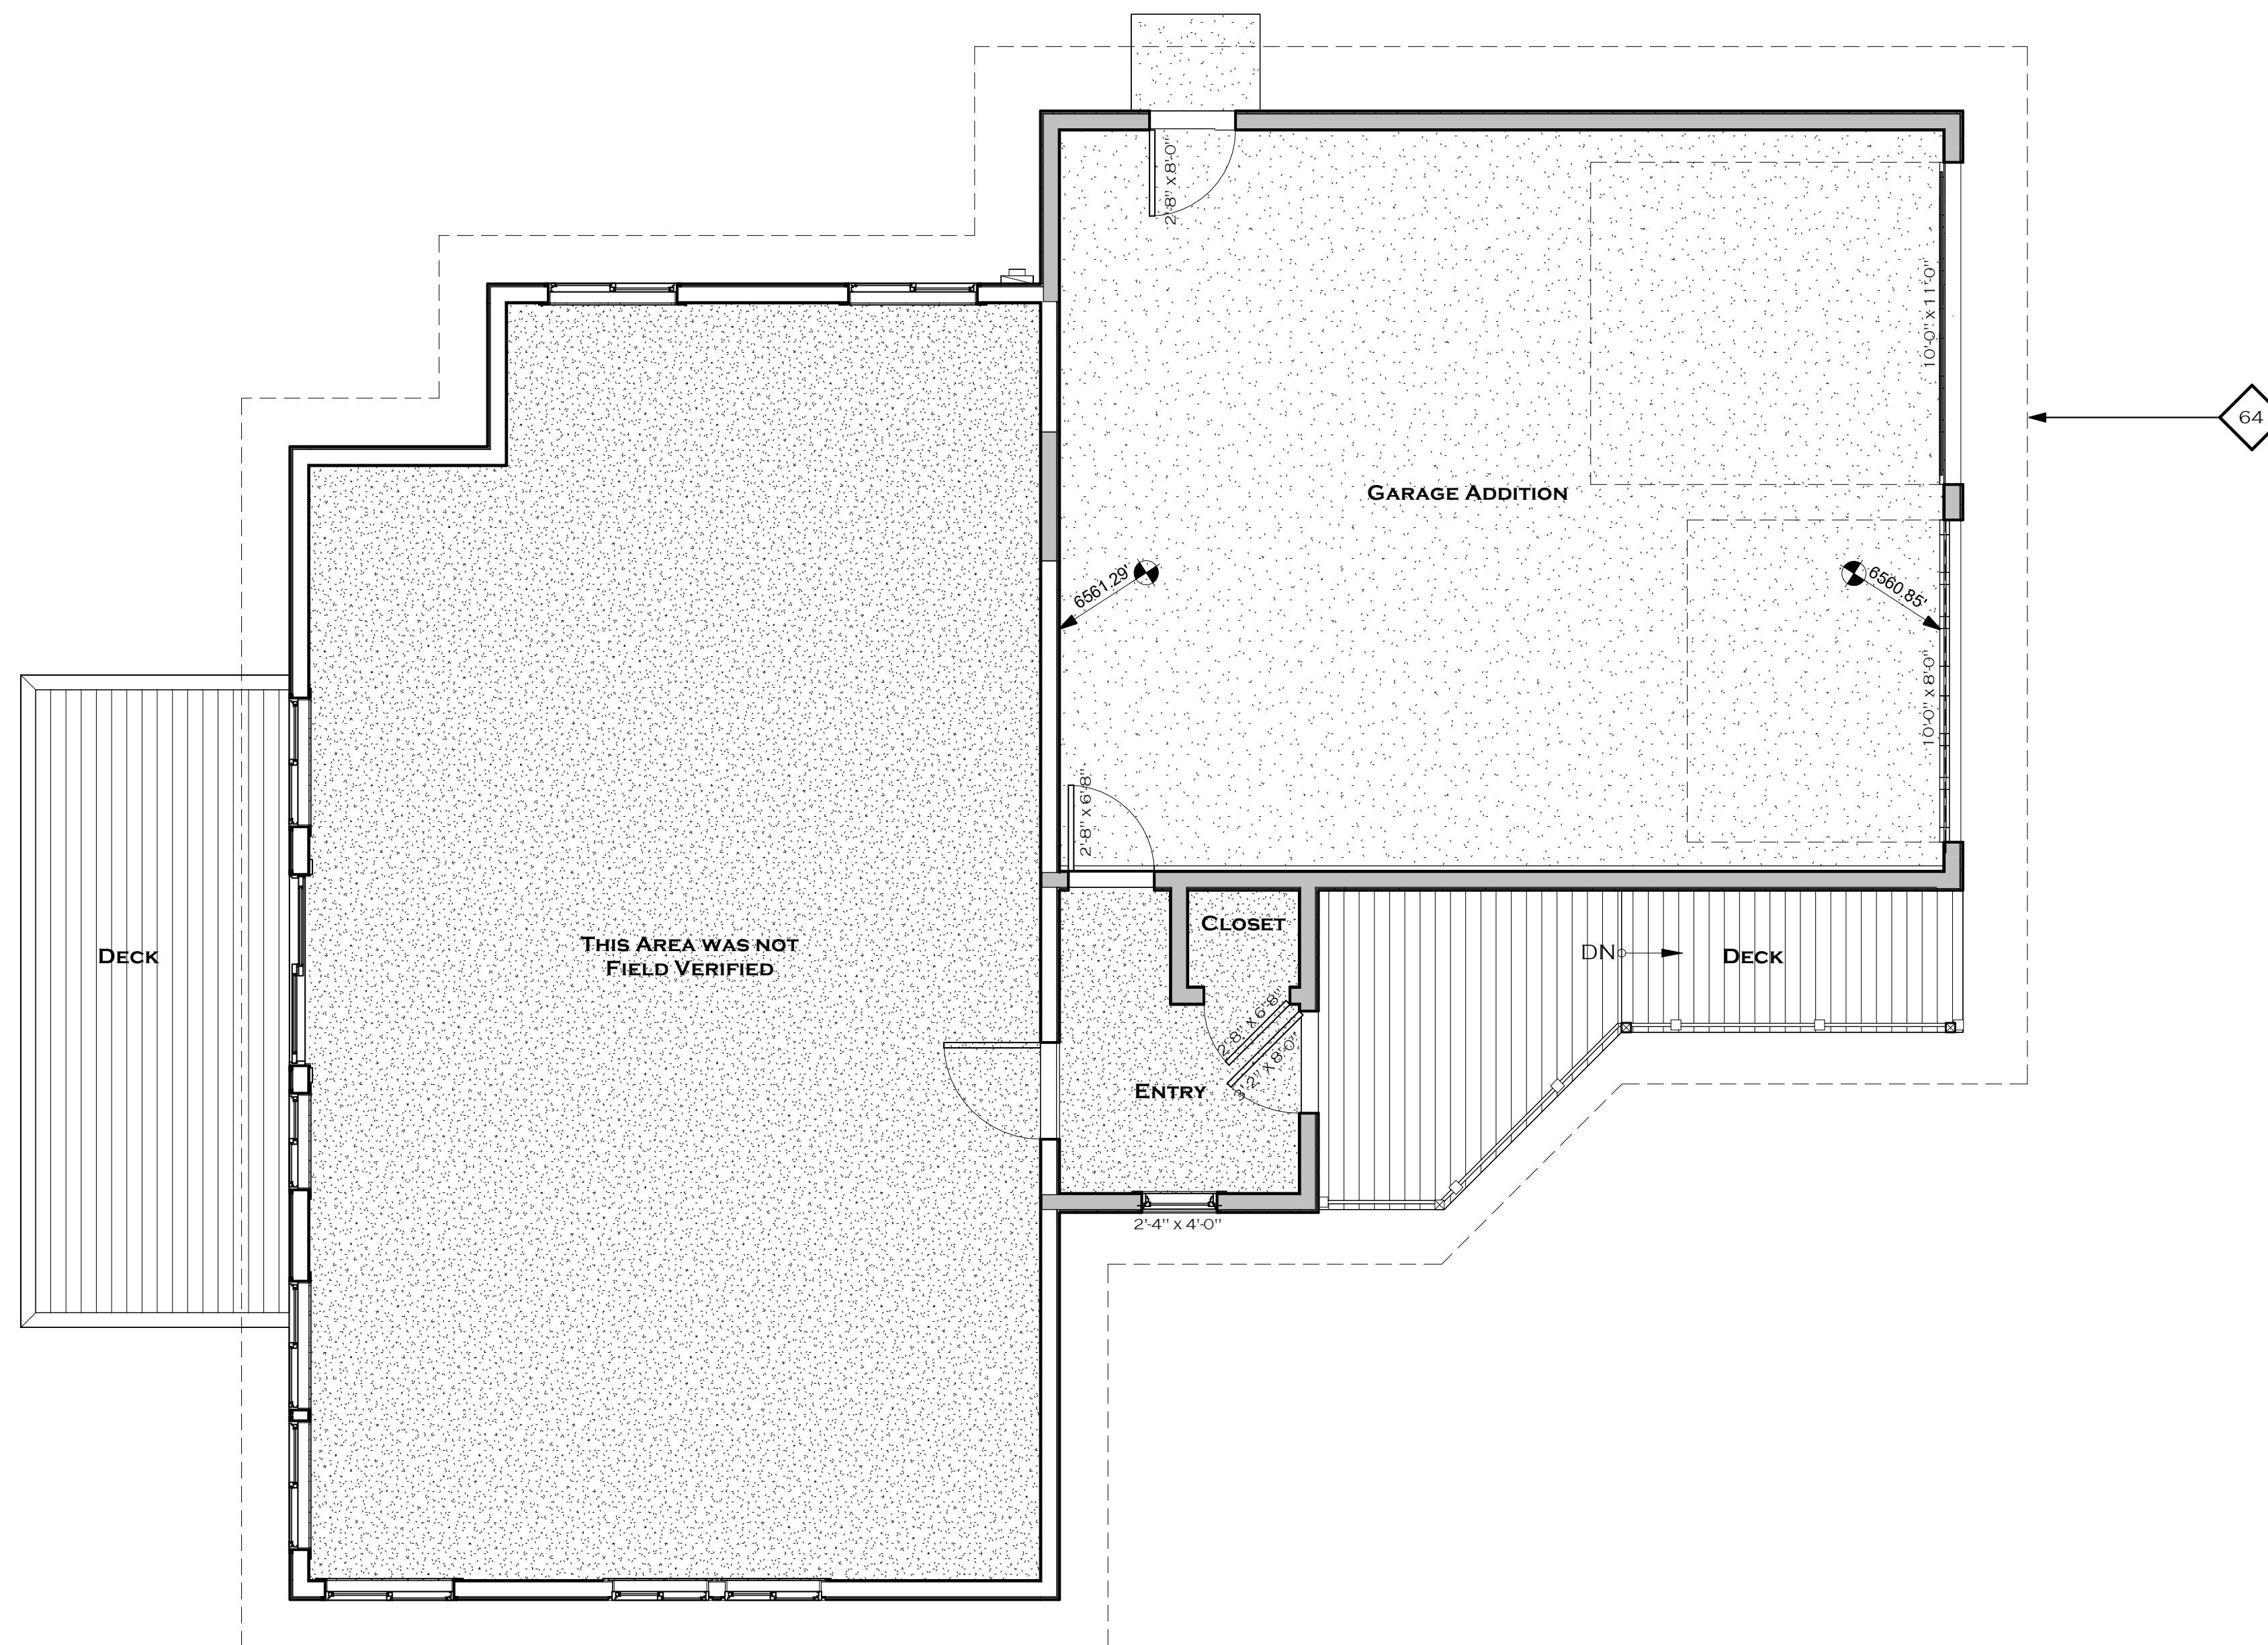 2'-8" x 8'-0"
10'-0" x 11'-0"
64
GARAGE ADDITION
6561.29'
6560.85'
10'-0" x 8'-0"
2'-8" x 6'-8"
CLOSET
DECK
THIS AREA WAS NOT
FIELD VERIFIED
DN
DECK
2'-8" x 6'-8"
3'-2" x 8'-0"
ENTRY
2'-4" x 4'-0"